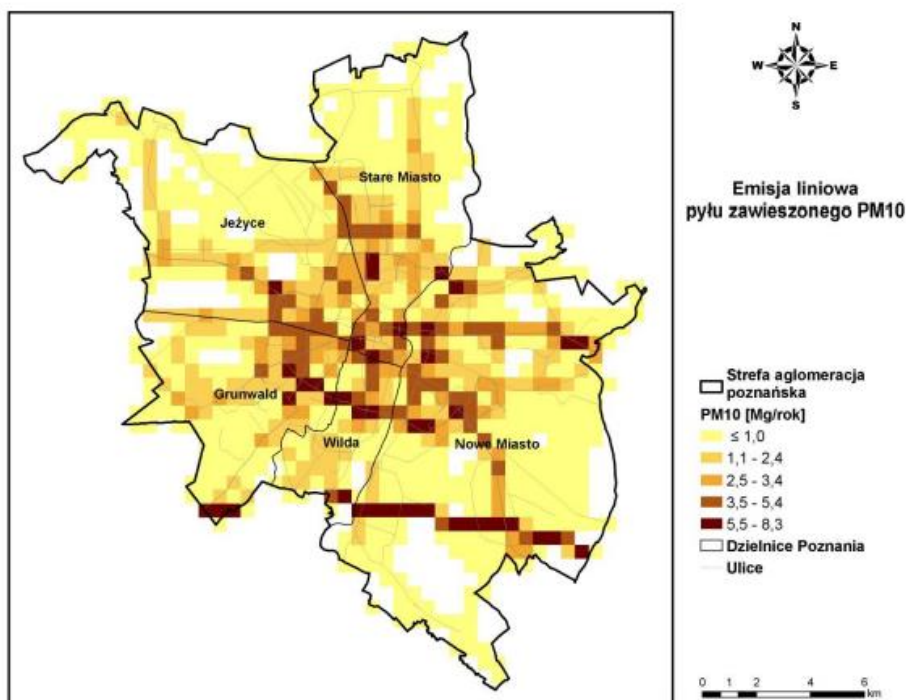 N
W E
S
Emisja liniowa
pyłu zawieszonego PM10
Stare Miasto
Jeżyce
Grunwald
Wilda
Nowe Miasto
Strefa aglomeracja
poznańska
PM10 [Mg/rok]
≤ 1,0
1,1 - 2,4
2,5 - 3,4
3,5 - 5,4
5,5 - 8,3
Dzielnice Poznania
Ulice
0 1 2 4 6
km